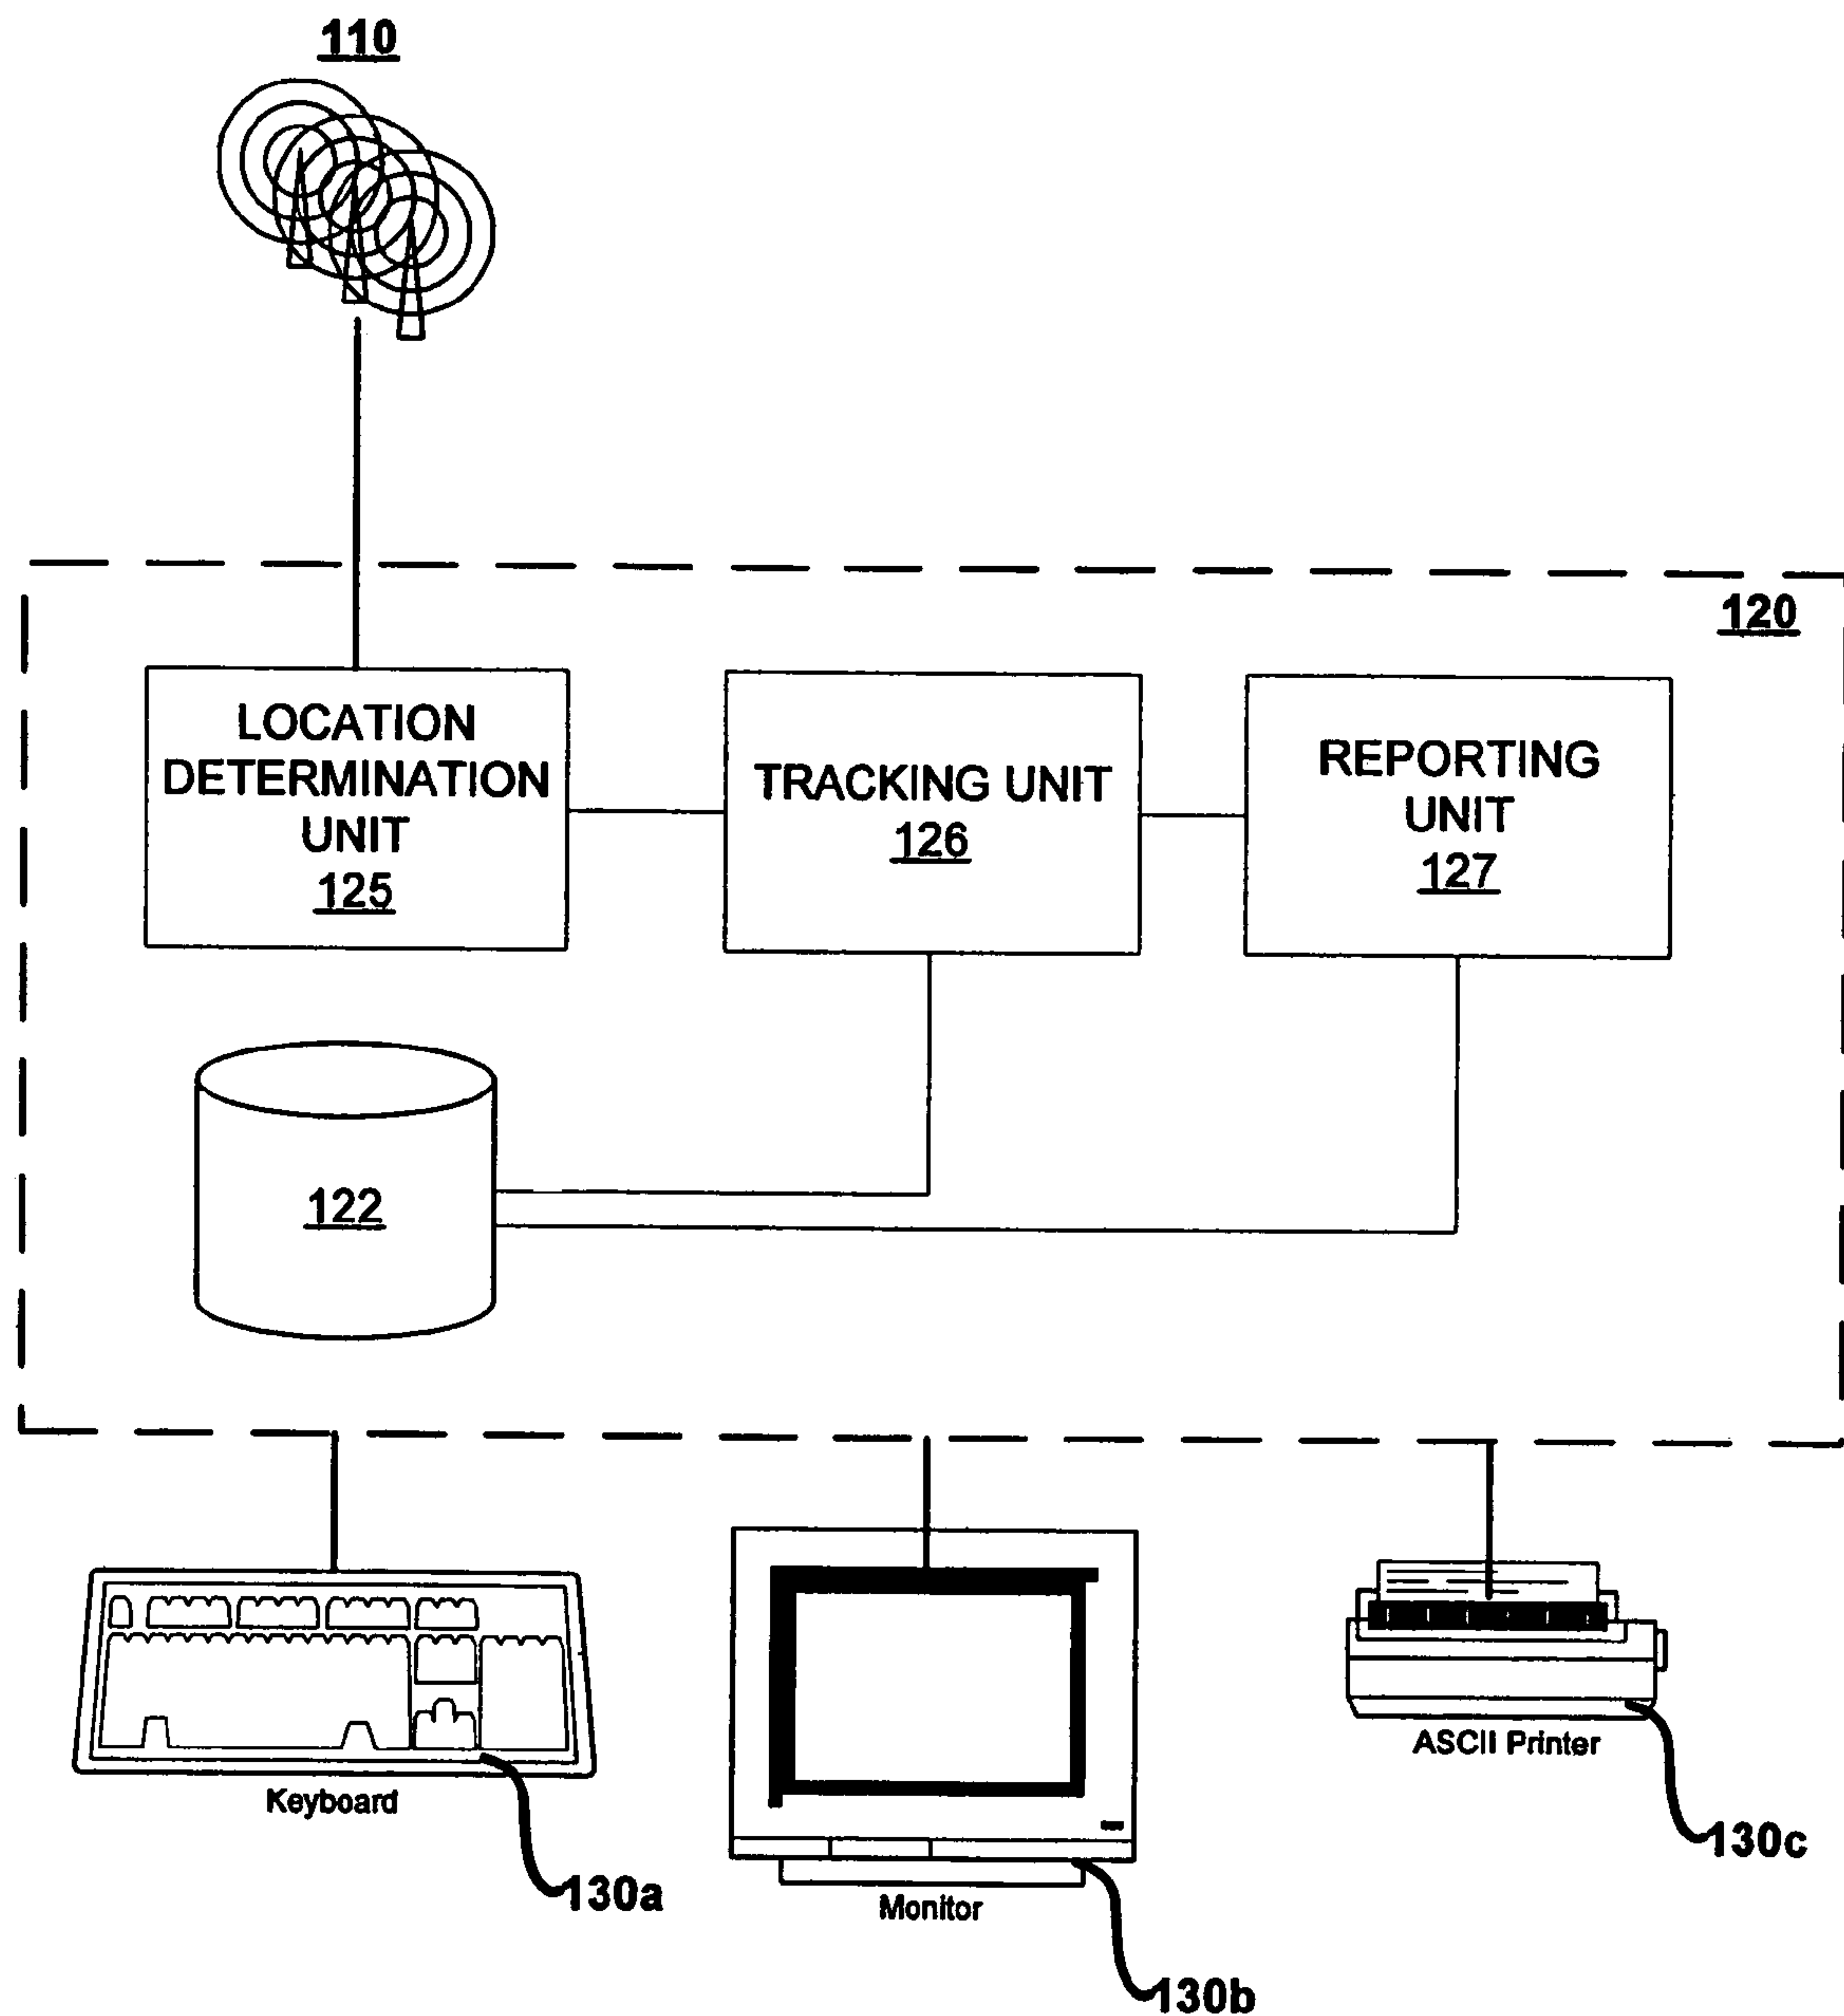 110
120
LOCATION
DETERMINATION
UNIT
125
TRACKING UNIT
126
REPORTING
UNIT
127
122
Keyboard
130a
Monitor
130b
ASCII Printer
130c